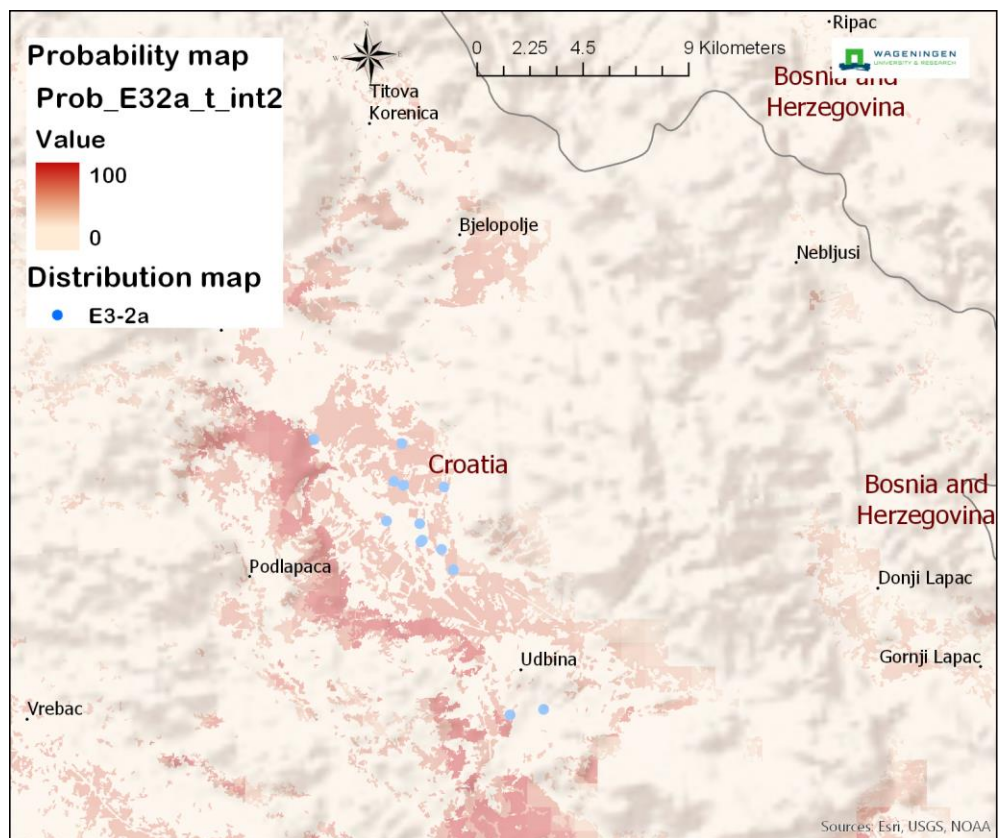 Probability map
Prob_E32a_t_int2
Value
100
0
Distribution map
E3-2a
0 2.25 4.5 9 Kilometers
Ripac
WAGENINGEN
UNIVERSITY & RESEARCH
Bosnia and
Herzegovina
Titova
Korenica
Bjelopolje
Nebljusi
Croatia
Bosnia and
Herzegovina
Podlapaca
Donji Lapac
Udbina
Gornji Lapac
Vrebac
Sources: Esri, USGS, NOAA